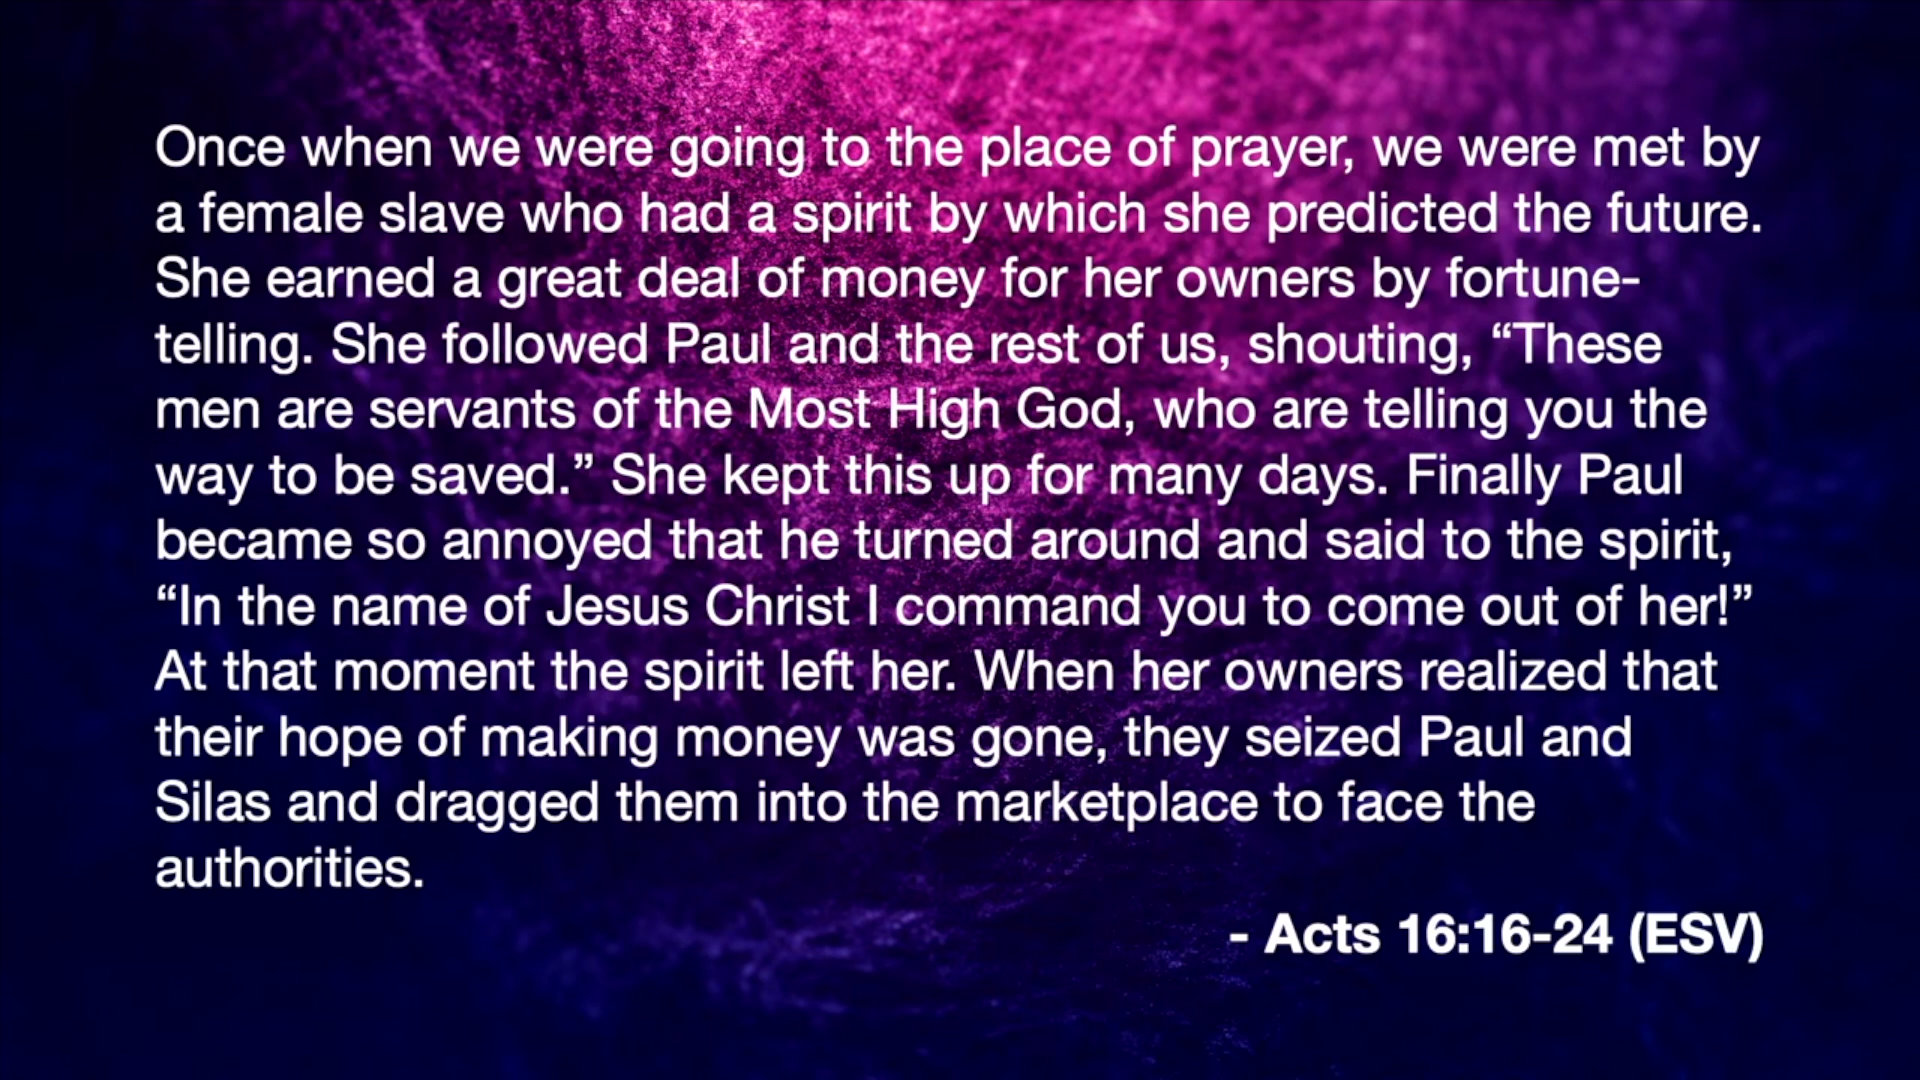 Once when we were going to the place of prayer, we were met by
a female slave who had a spirit by which she predicted the future.
She earned a great deal of money for her owners by fortune-
telling. She followed Paul and the rest of us, shouting, “These
men are servants of the Most High God, who are telling you the
way to be saved.” She kept this up for many days. Finally Paul
became so annoyed that he turned around and said to the spirit,
“In the name of Jesus Christ I command you to come out of her!”
At that moment the spirit left her. When her owners realized that
their hope of making money was gone, they seized Paul and
Silas and dragged them into the marketplace to face the
authorities.
- Acts 16:16-24 (ESV)